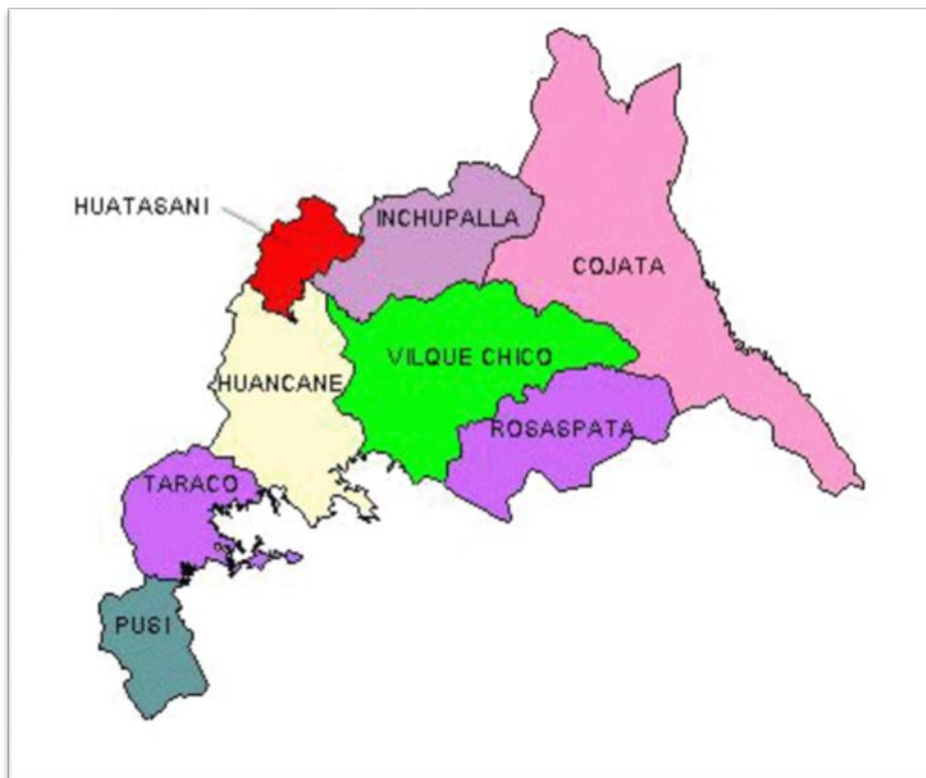 HUATASANI
INCHUPALLA
COJATA
VILQUE CHICO
HUANCANE
ROSASPATA
TARACO
PUSI